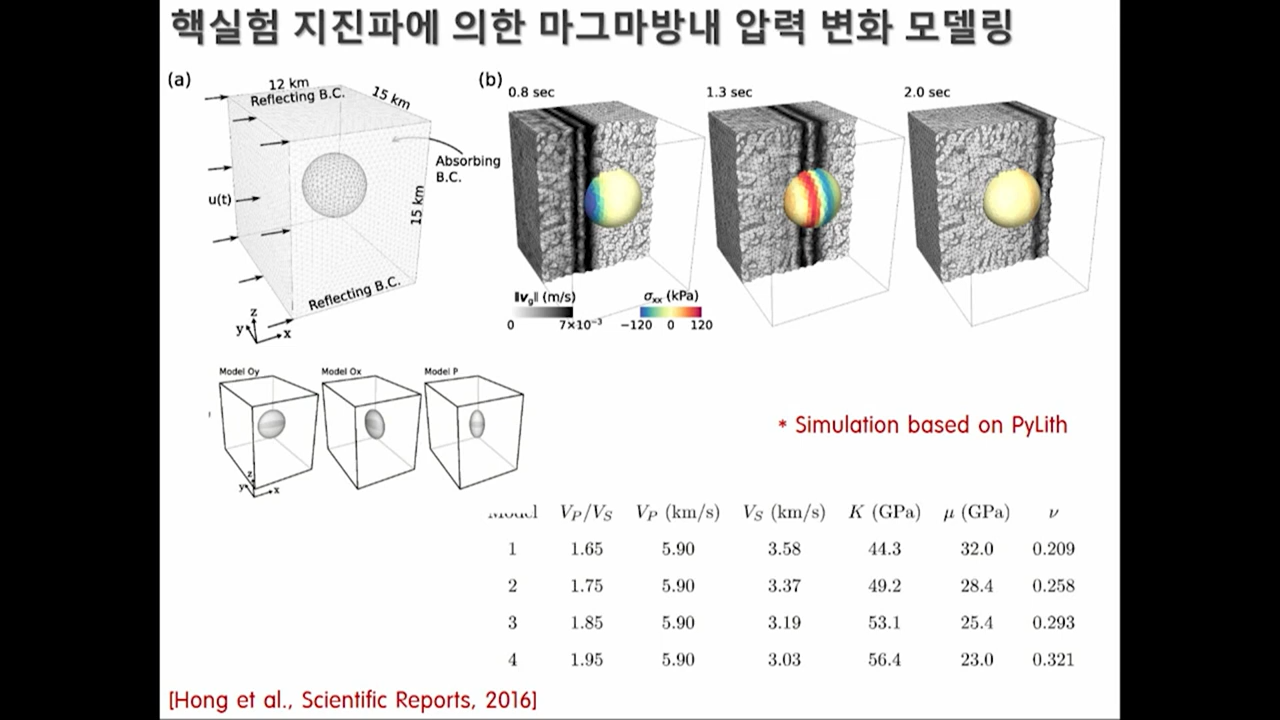 핵실험 지진파에 의한 마그마방내 압력 변화 모델링
(a)
12 km
Reflecting B.C.
15 km
Absorbing
B.C.
u(t)
15 km
Reflecting B.C.
z
y x
(b)
0.8 sec 1.3 sec 2.0 sec
‖v_g‖ (m/s) σ_xx (kPa)
0 7×10⁻³ −120 0 120
Model Oy Model Ox Model P
z
y x
* Simulation based on PyLith
V_P/V_S V_P (km/s) V_S (km/s) K (GPa) μ (GPa) ν
1 1.65 5.90 3.58 44.3 32.0 0.209
2 1.75 5.90 3.37 49.2 28.4 0.258
3 1.85 5.90 3.19 53.1 25.4 0.293
4 1.95 5.90 3.03 56.4 23.0 0.321
[Hong et al., Scientific Reports, 2016]